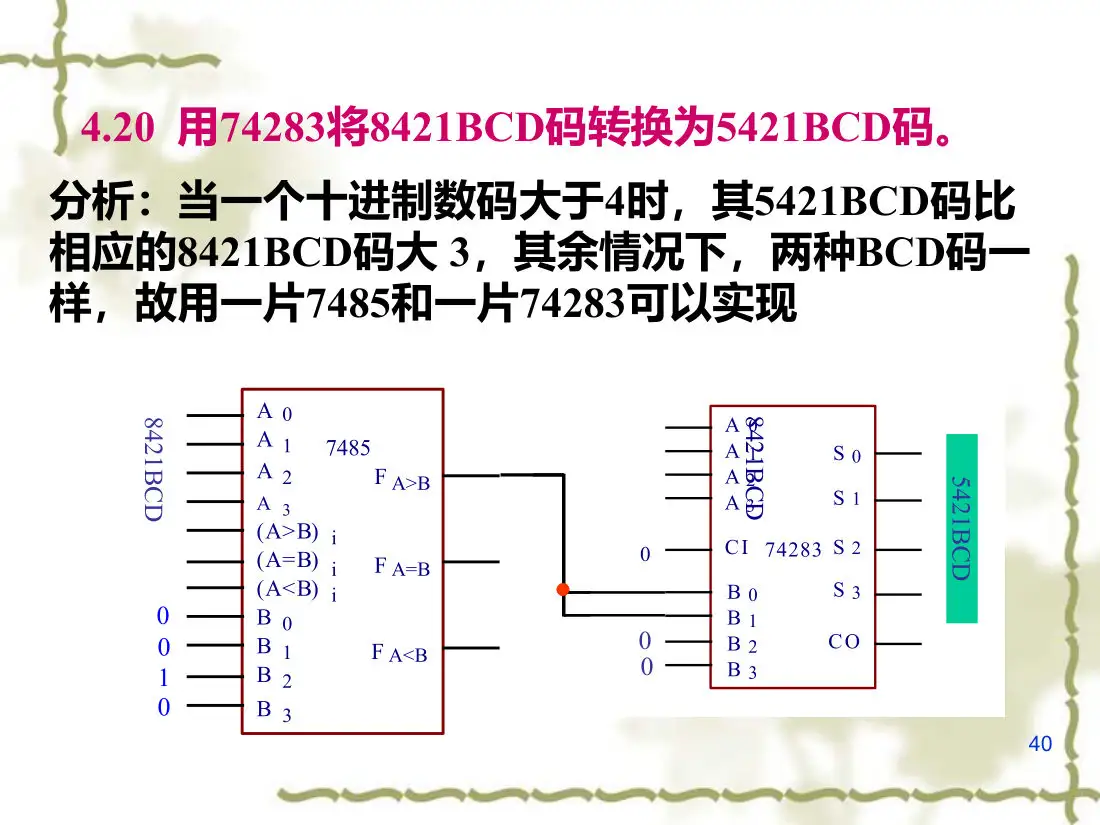 4.20 用74283将8421BCD码转换为5421BCD码。
分析：当一个十进制数码大于4时，其5421BCD码比
相应的8421BCD码大 3，其余情况下，两种BCD码一
样，故用一片7485和一片74283可以实现
8421BCD
A 0
A 1
A 2
A 3
(A>B) i
(A=B) i
(A<B) i
B 0
B 1
B 2
B 3
7485
F A>B
F A=B
F A<B
0
0
1
0
8421BCD
A
A
A
A 3
CI
74283
B 0
B 1
B 2
B 3
0
0
0
S 0
S 1
S 2
S 3
CO
5421BCD
40